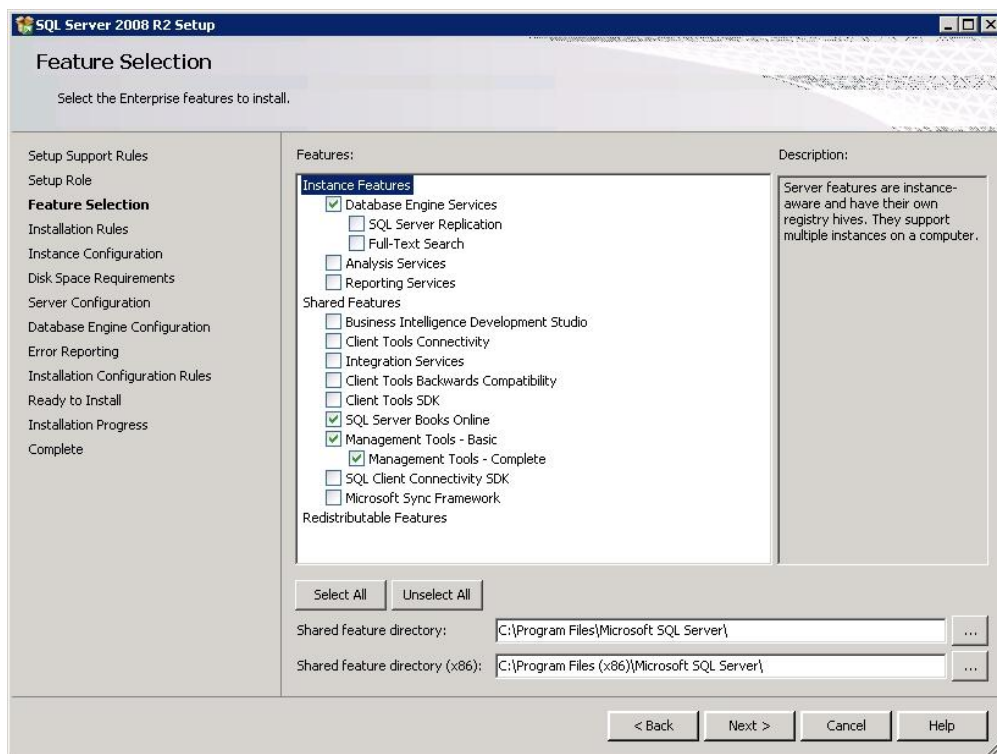 SQL Server 2008 R2 Setup
Feature Selection
Select the Enterprise features to install.
Setup Support Rules
Setup Role
Feature Selection
Installation Rules
Instance Configuration
Disk Space Requirements
Server Configuration
Database Engine Configuration
Error Reporting
Installation Configuration Rules
Ready to Install
Installation Progress
Complete
Features:
Instance Features
Database Engine Services
SQL Server Replication
Full-Text Search
Analysis Services
Reporting Services
Shared Features
Business Intelligence Development Studio
Client Tools Connectivity
Integration Services
Client Tools Backwards Compatibility
Client Tools SDK
SQL Server Books Online
Management Tools - Basic
Management Tools - Complete
SQL Client Connectivity SDK
Microsoft Sync Framework
Redistributable Features
Description:
Server features are instance-
aware and have their own
registry hives. They support
multiple instances on a computer.
Select All
Unselect All
Shared feature directory:
C:\Program Files\Microsoft SQL Server\
...
Shared feature directory (x86):
C:\Program Files (x86)\Microsoft SQL Server\
...
< Back
Next >
Cancel
Help